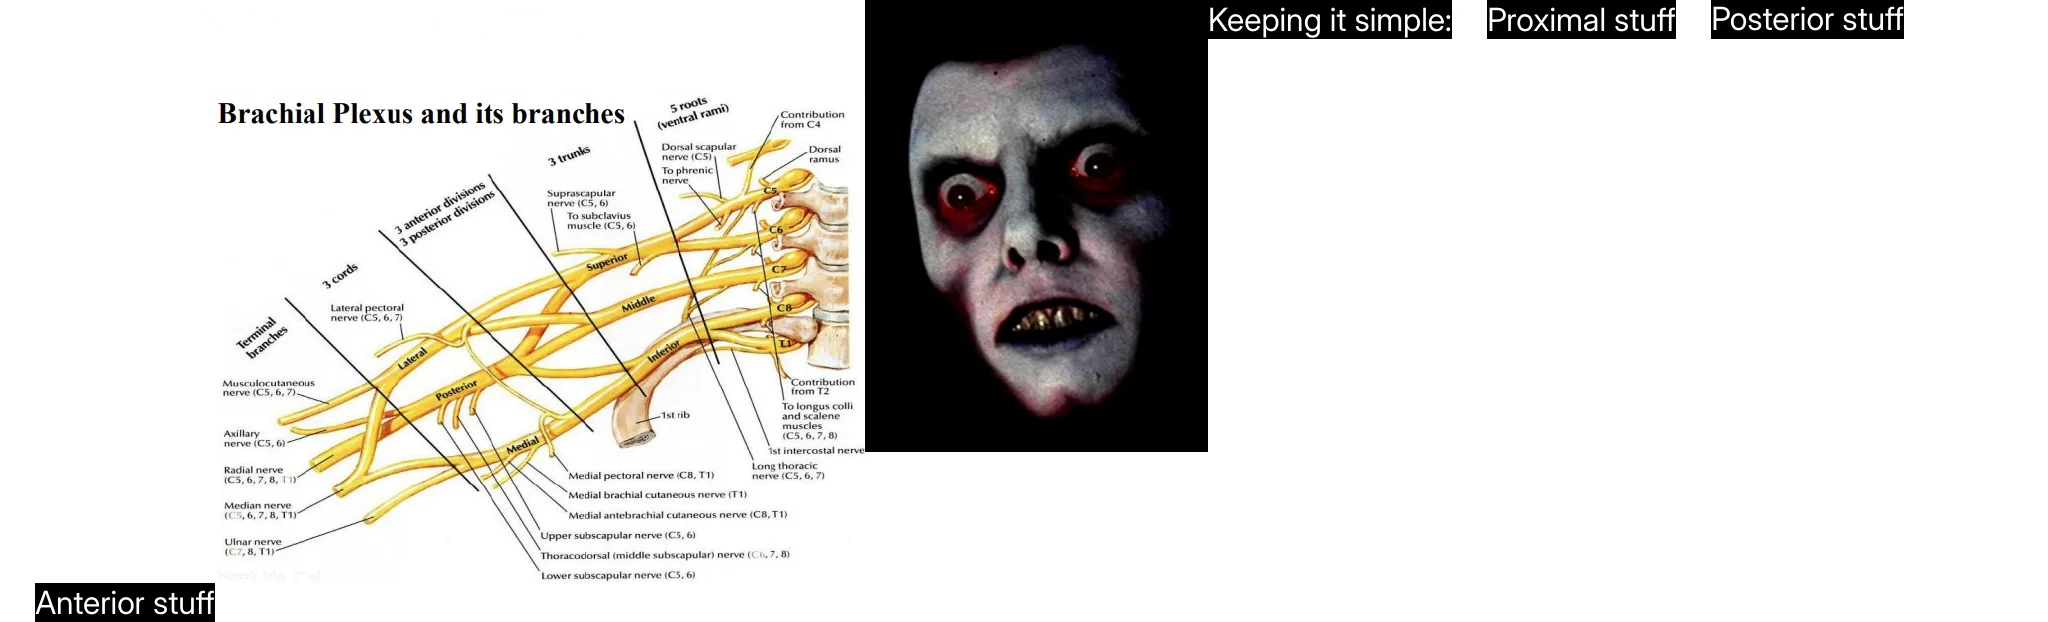 Keeping it simple:
Proximal stuff
Posterior stuff
Brachial Plexus and its branches
5 roots
(ventral rami)
Contribution
from C4
3 trunks
Dorsal scapular
nerve (C5)
Dorsal
ramus
To phrenic
nerve
C5
3 anterior divisions
3 posterior divisions
Suprascapular
nerve (C5, 6)
To subclavius
muscle (C5, 6)
C6
Superior
C7
3 cords
Middle
C8
Lateral pectoral
nerve (C5, 6, 7)
Terminal
branches
Inferior
T1
Lateral
Musculocutaneous
nerve (C5, 6, 7)
Posterior
Contribution
from T2
1st rib
To longus colli
and scalene
muscles
(C5, 6, 7, 8)
Axillary
nerve (C5, 6)
Medial
1st intercostal nerve
Radial nerve
(C5, 6, 7, 8, T1)
Long thoracic
nerve (C5, 6, 7)
Medial pectoral nerve (C8, T1)
Medial brachial cutaneous nerve (T1)
Median nerve
(C5, 6, 7, 8, T1)
Medial antebrachial cutaneous nerve (C8, T1)
Upper subscapular nerve (C5, 6)
Ulnar nerve
(C7, 8, T1)
Thoracodorsal (middle subscapular) nerve (C6, 7, 8)
Lower subscapular nerve (C5, 6)
Anterior stuff